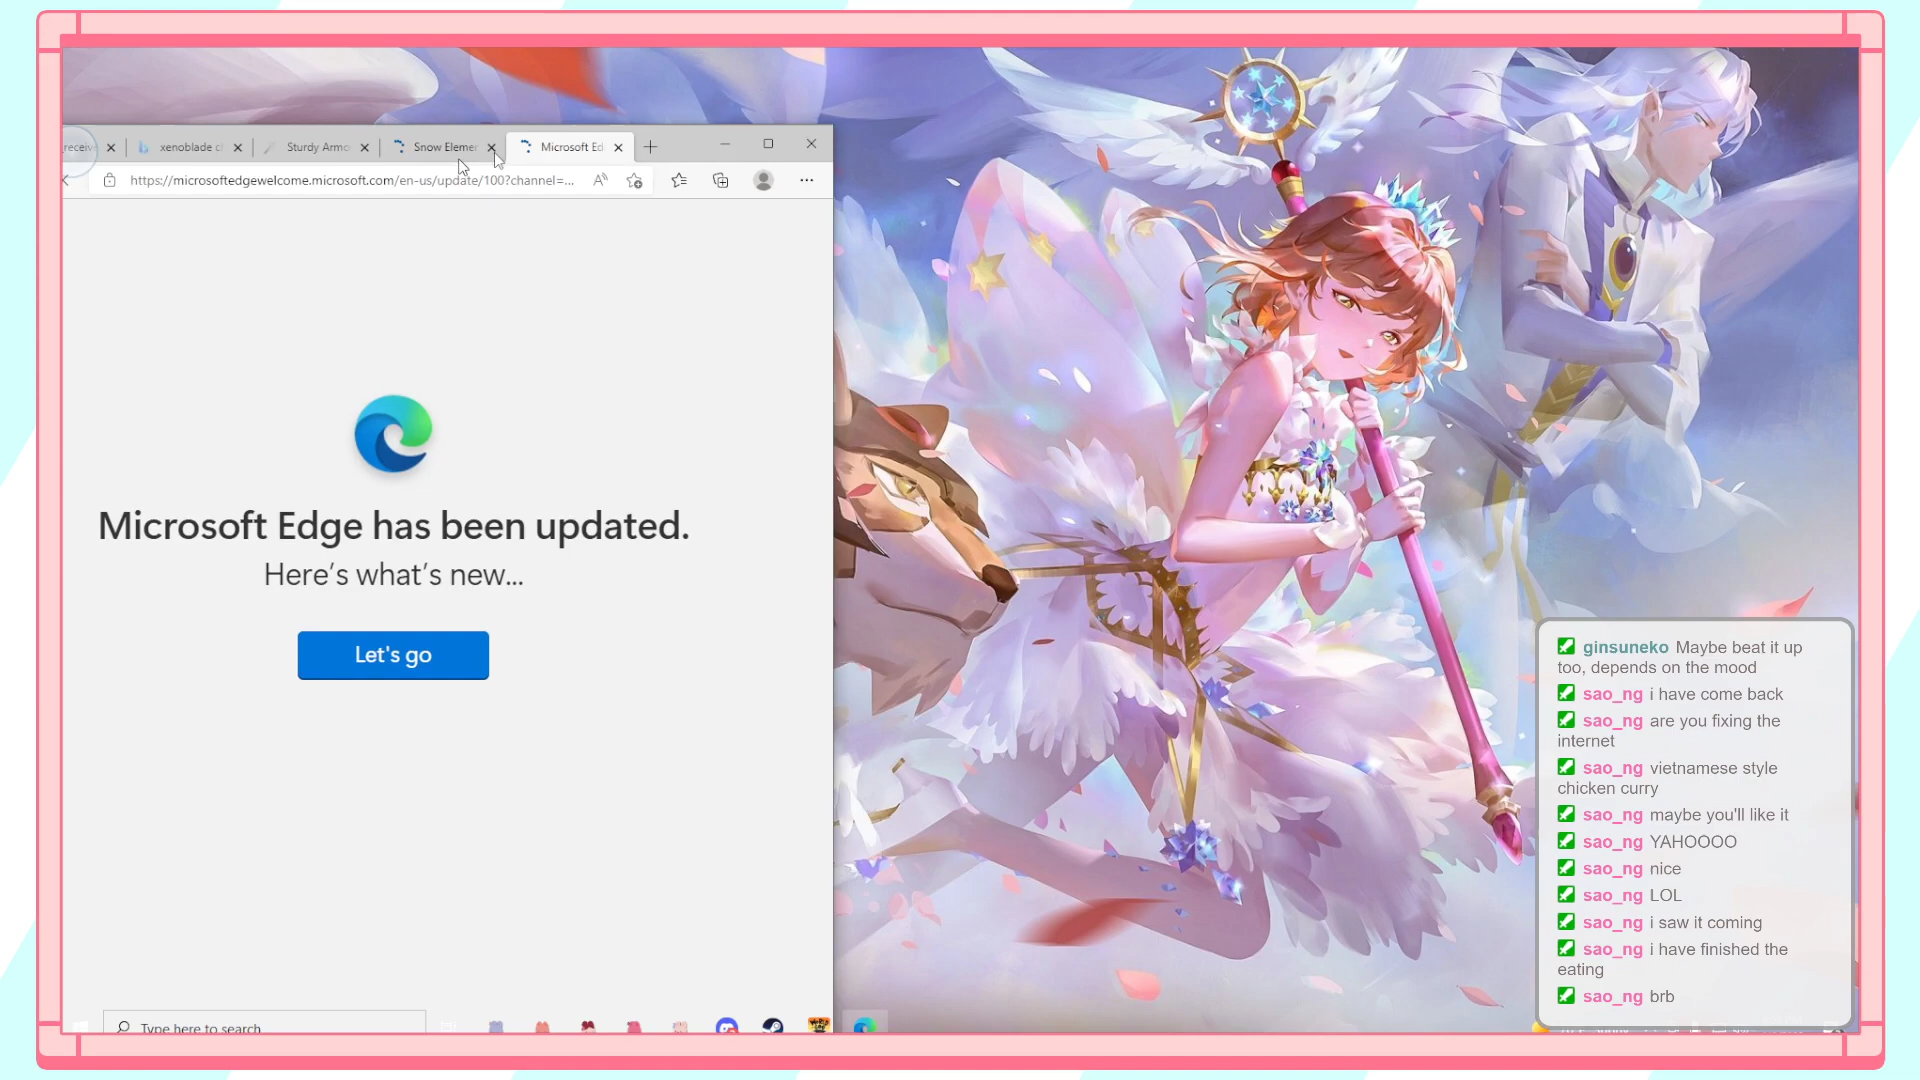 receiv
xenoblade cl
Sturdy Armo
Snow Elemer
Microsoft Ed
https://microsoftedgewelcome.microsoft.com/en-us/update/100?channel=...
Microsoft Edge has been updated.
Here's what's new...
Let's go
Type here to search
ginsuneko Maybe beat it up
too, depends on the mood
sao_ng i have come back
sao_ng are you fixing the
internet
sao_ng vietnamese style
chicken curry
sao_ng maybe you'll like it
sao_ng YAHOOOO
sao_ng nice
sao_ng LOL
sao_ng i saw it coming
sao_ng i have finished the
eating
sao_ng brb